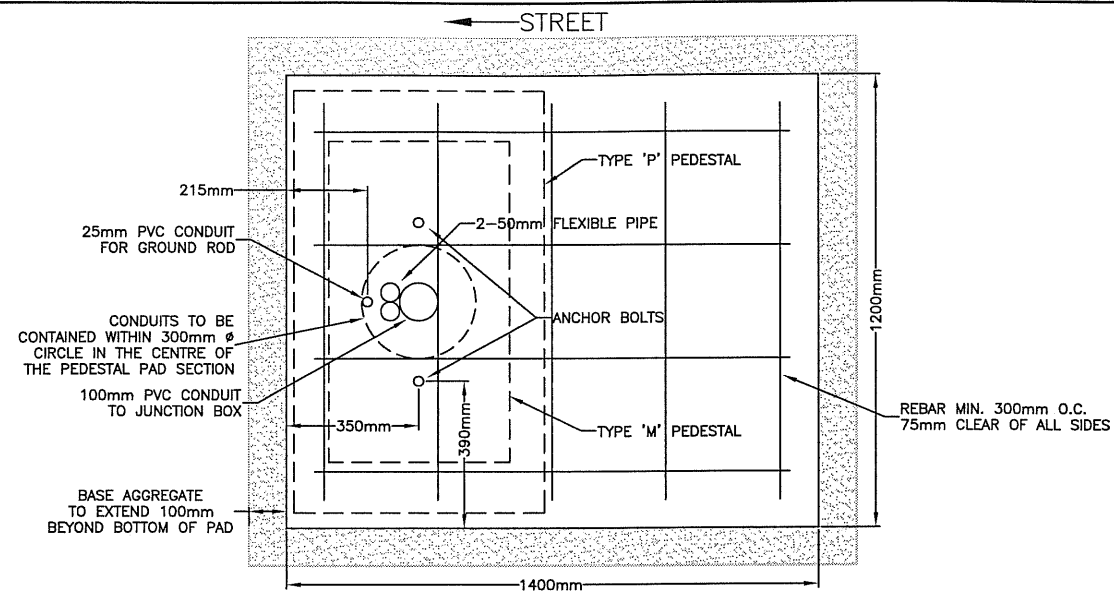 STREET
TYPE 'P' PEDESTAL
215mm
2-50mm FLEXIBLE PIPE
25mm PVC CONDUIT
FOR GROUND ROD
ANCHOR BOLTS
CONDUITS TO BE
CONTAINED WITHIN 300mm ø
CIRCLE IN THE CENTRE OF
THE PEDESTAL PAD SECTION
1200mm
100mm PVC CONDUIT
TO JUNCTION BOX
350mm
390mm
TYPE 'M' PEDESTAL
REBAR MIN. 300mm O.C.
75mm CLEAR OF ALL SIDES
BASE AGGREGATE
TO EXTEND 100mm
BEYOND BOTTOM OF PAD
1400mm